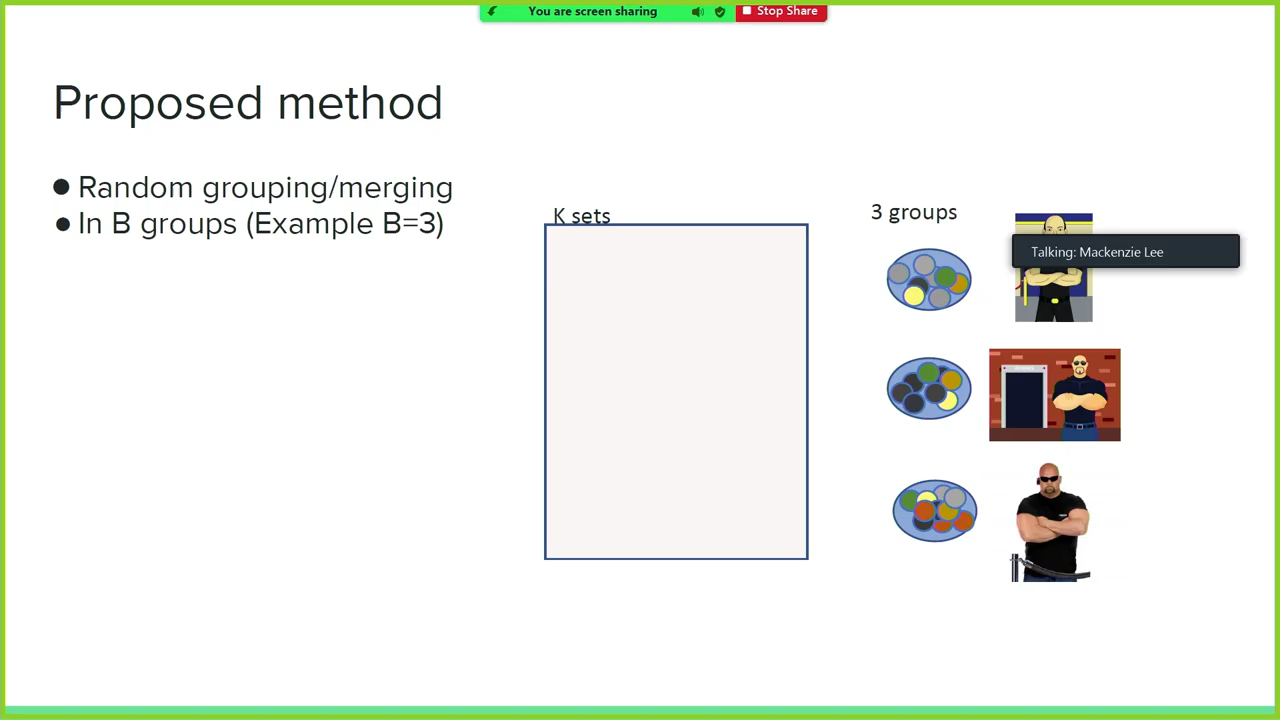 You are screen sharing
Stop Share
Proposed method
Random grouping/merging
In B groups (Example B=3)
K sets
3 groups
Talking: Mackenzie Lee